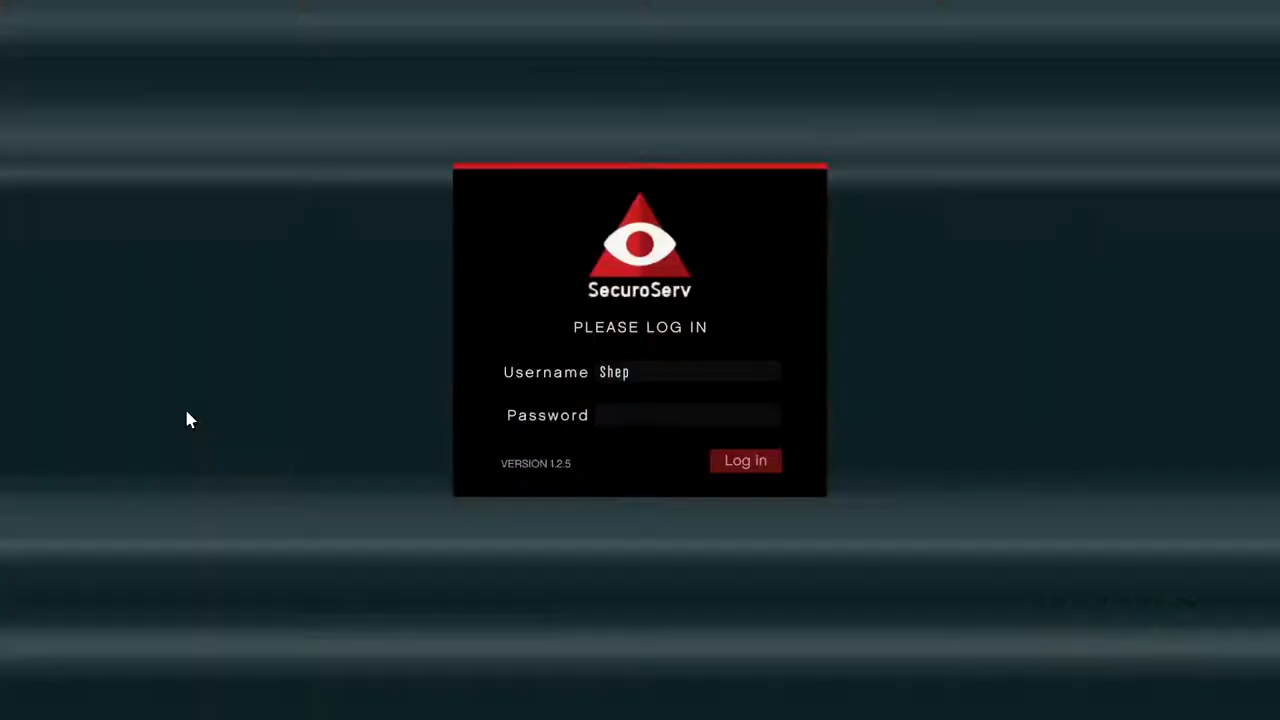 SecuroServ
PLEASE LOG IN
Username Shep
Password
VERSION 1.2.5 Log in